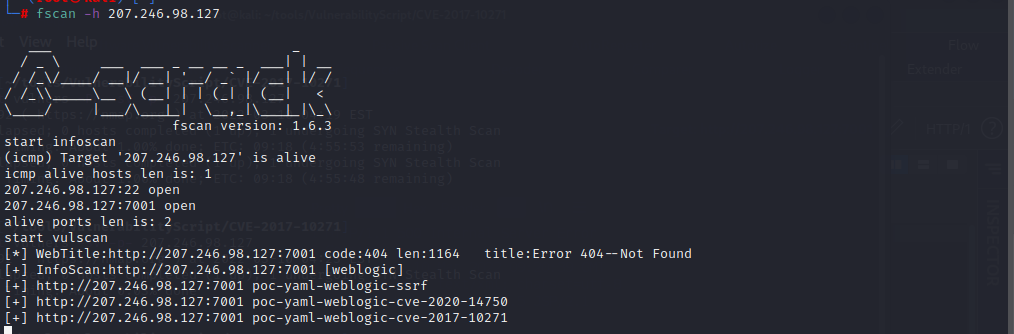 # fscan -h 207.246.98.127
fscan version: 1.6.3
start infoscan
(icmp) Target '207.246.98.127' is alive
icmp alive hosts len is: 1
207.246.98.127:22 open
207.246.98.127:7001 open
alive ports len is: 2
start vulscan
[*] WebTitle:http://207.246.98.127:7001 code:404 len:1164   title:Error 404--Not Found
[+] InfoScan:http://207.246.98.127:7001 [weblogic]
[+] http://207.246.98.127:7001 poc-yaml-weblogic-ssrf
[+] http://207.246.98.127:7001 poc-yaml-weblogic-cve-2020-14750
[+] http://207.246.98.127:7001 poc-yaml-weblogic-cve-2017-10271